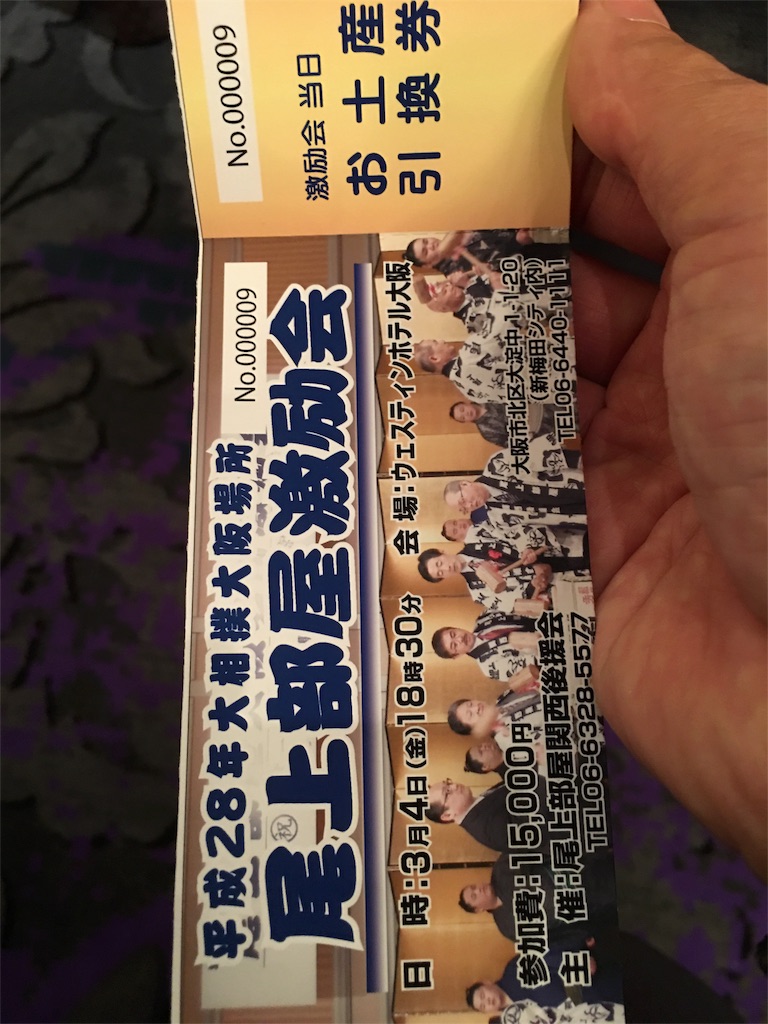 平成28年大相撲大阪場所
No.000009
尾上部屋激励会
㊗
日 時:3月4日(金)18時30分 会 場:ウェスティンホテル大阪
大阪市北区大淀中1-1-20
(新梅田シティ内)
TEL06-6440-1111
参加費:15,000円
主 催:尾上部屋関西後援会
TEL06-6328-5577
No.000009
激励会 当日
お土産
引換券